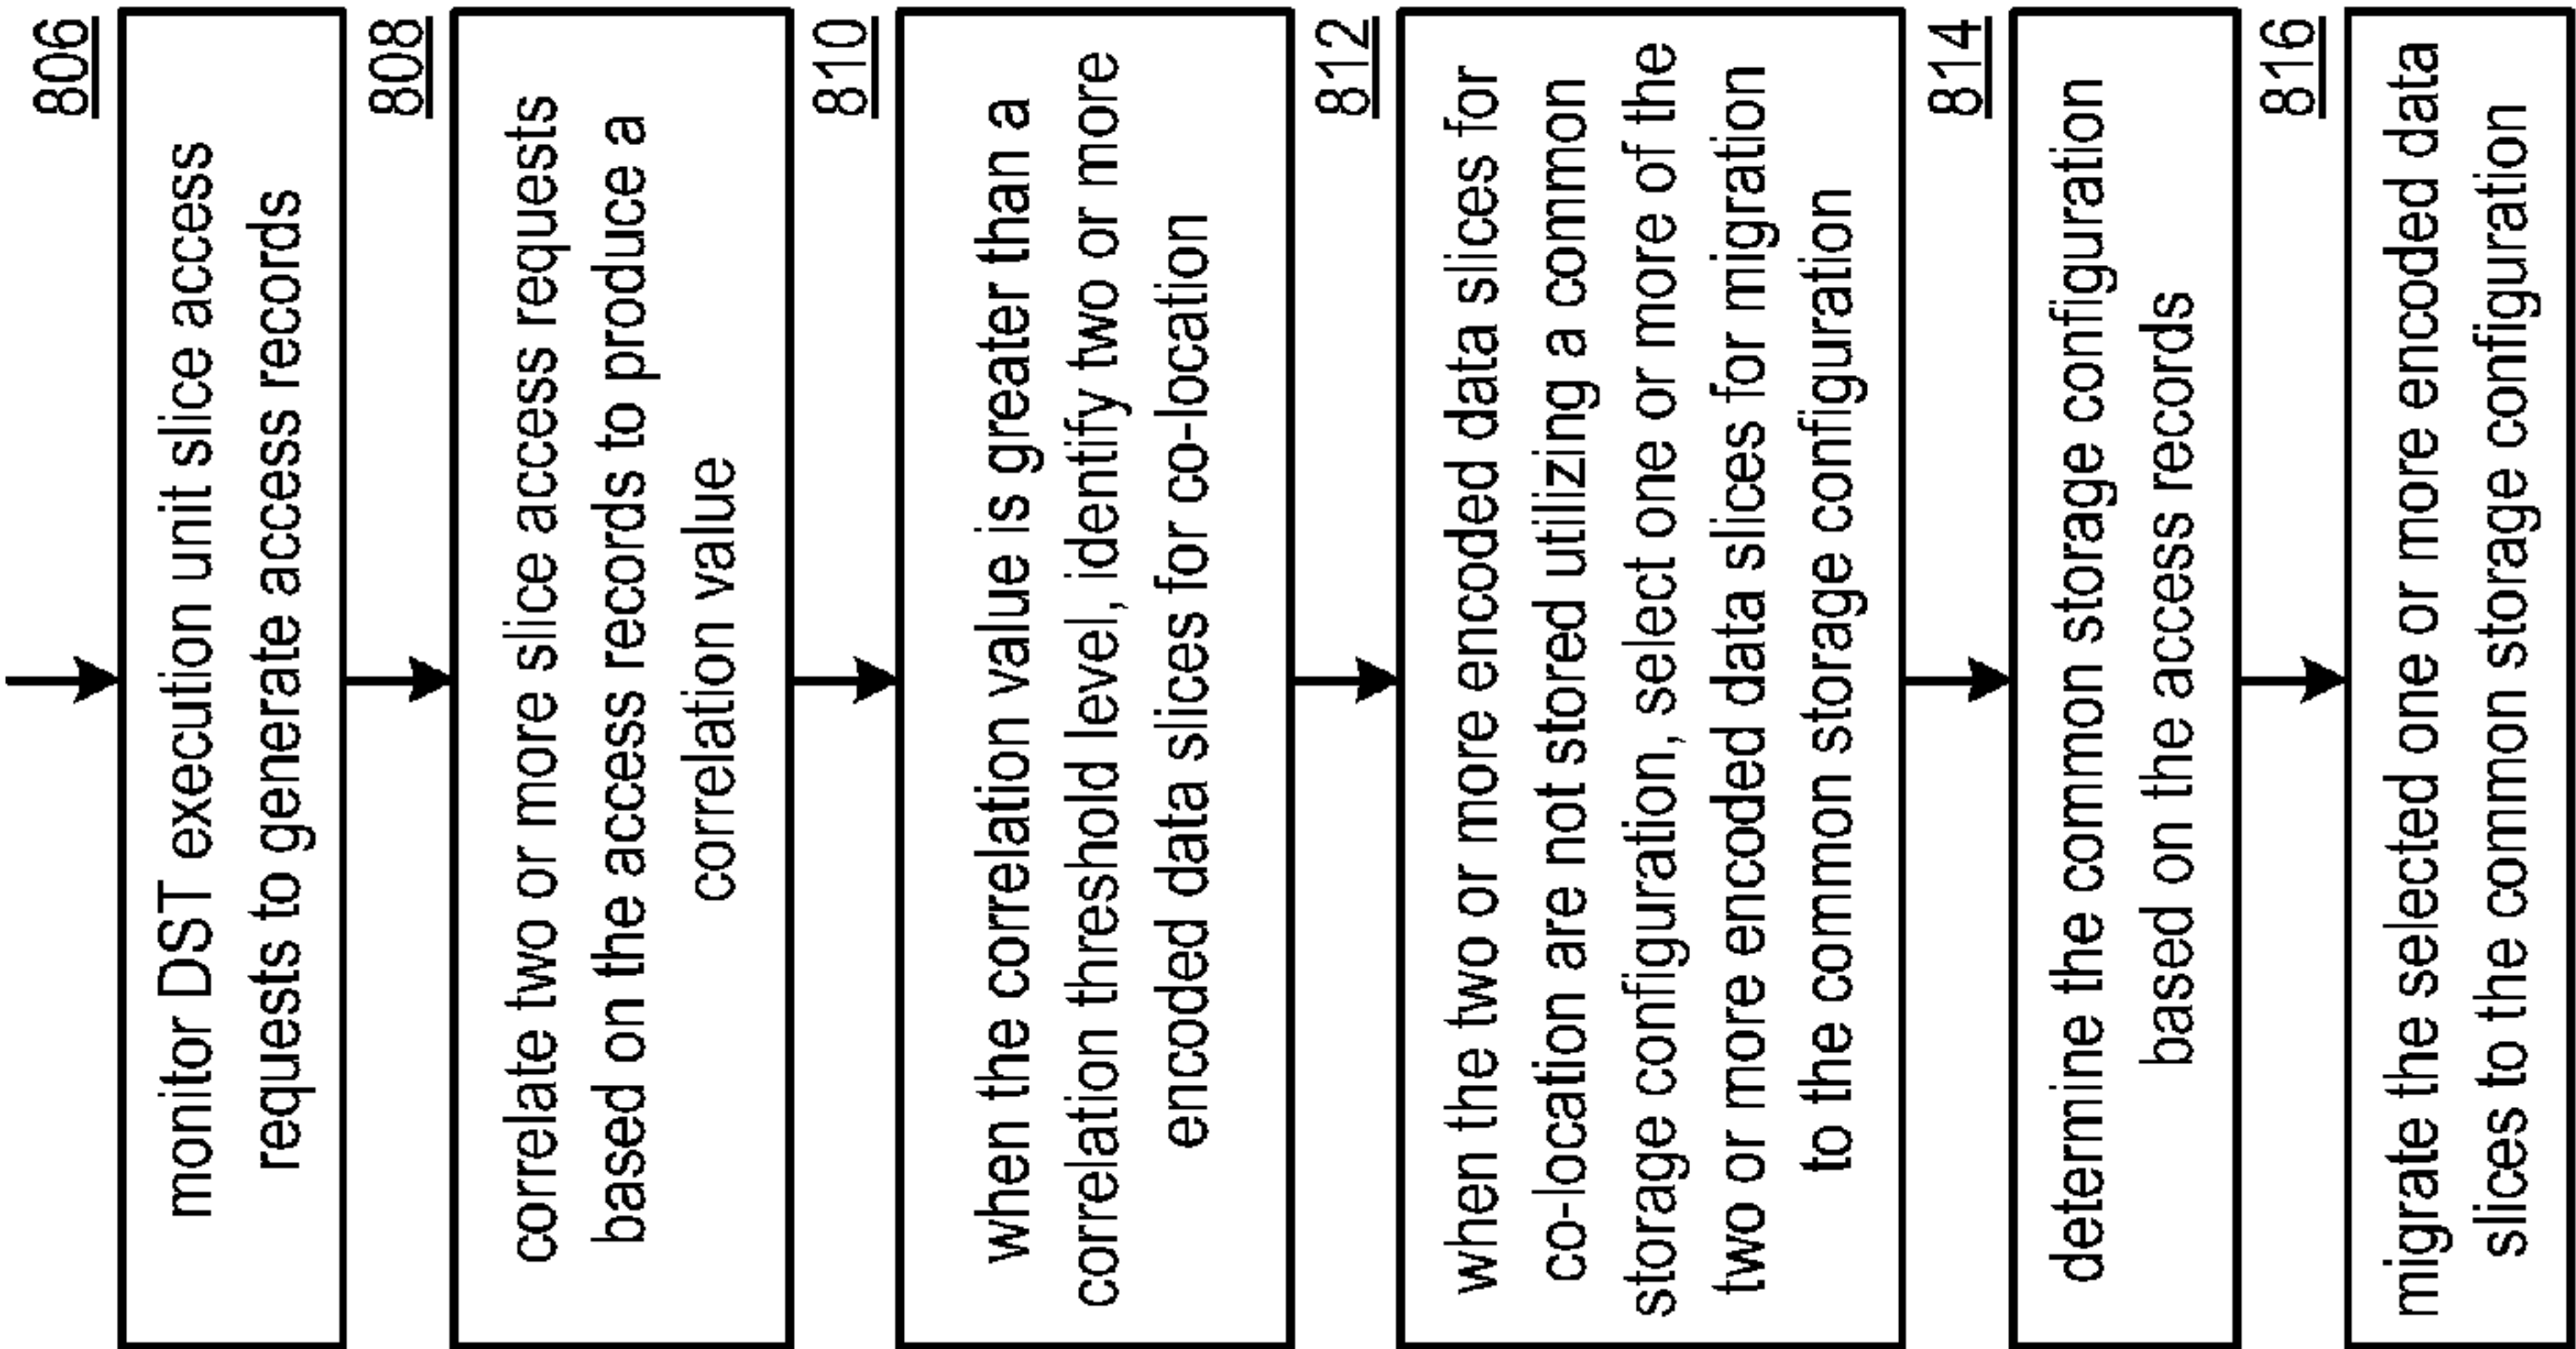 806
monitor DST execution unit slice access
requests to generate access records
808
correlate two or more slice access requests
based on the access records to produce a
correlation value
810
when the correlation value is greater than a
correlation threshold level, identify two or more
encoded data slices for co-location
812
when the two or more encoded data slices for
co-location are not stored utilizing a common
storage configuration, select one or more of the
two or more encoded data slices for migration
to the common storage configuration
814
determine the common storage configuration
based on the access records
816
migrate the selected one or more encoded data
slices to the common storage configuration